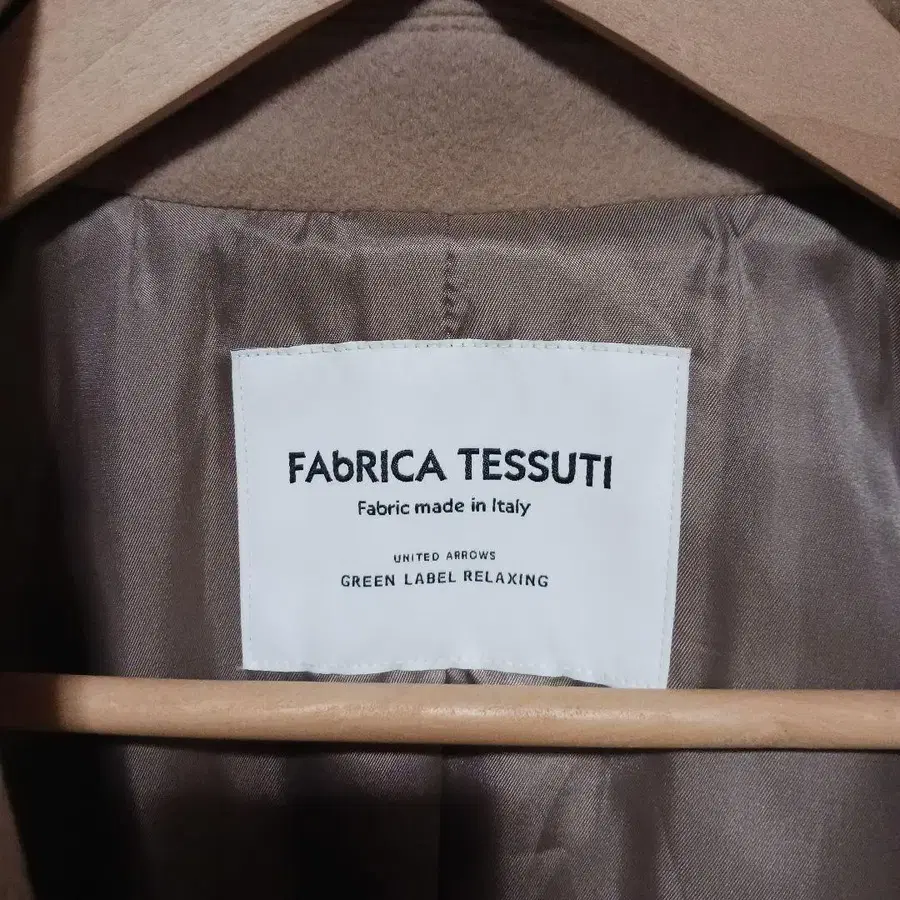 FAbRICA TESSUTI
Fabric made in Italy
UNITED ARROWS
GREEN LABEL RELAXING